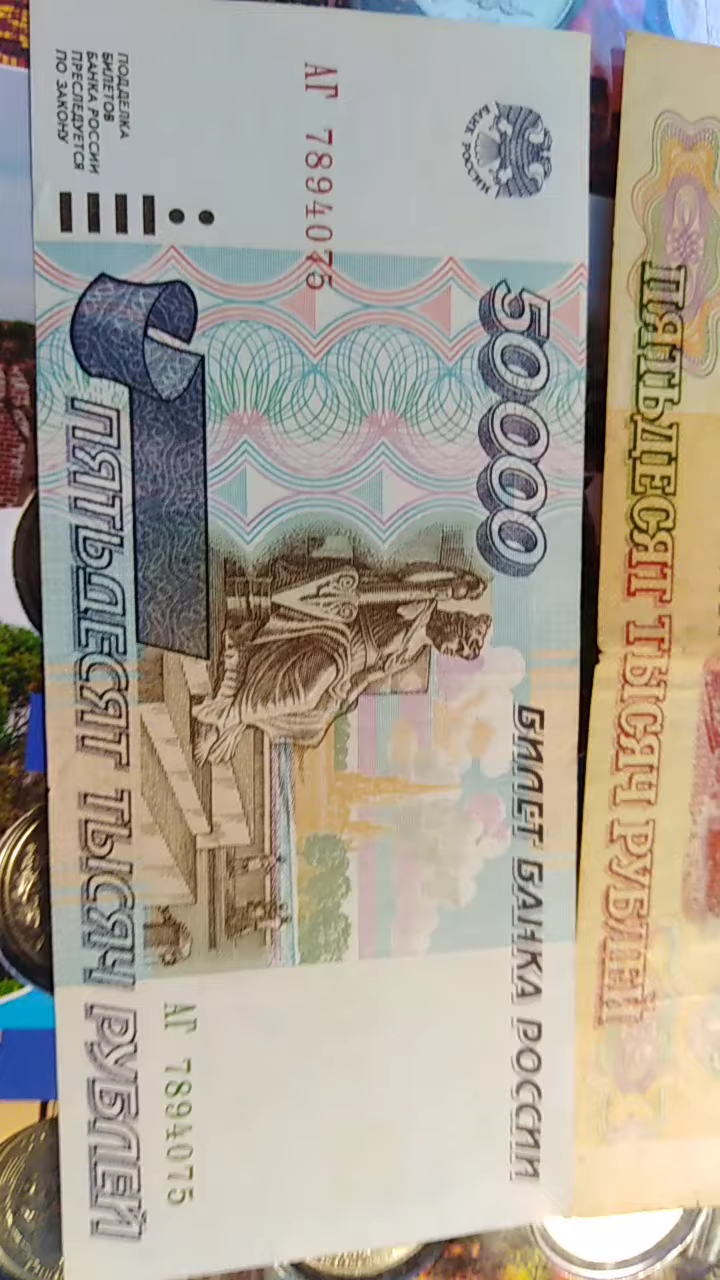 БАНК РОССИИ
АГ 7894075
ПОДДЕЛКА
БИЛЕТОВ
БАНКА РОССИИ
ПРЕСЛЕДУЕТСЯ
ПО ЗАКОНУ
50000
БИЛЕТ БАНКА РОССИИ
ПЯТЬДЕСЯТ ТЫСЯЧ РУБЛЕЙ
АГ 7894075
ПЯТЬДЕСЯТ ТЫСЯЧ РУБЛЕЙ